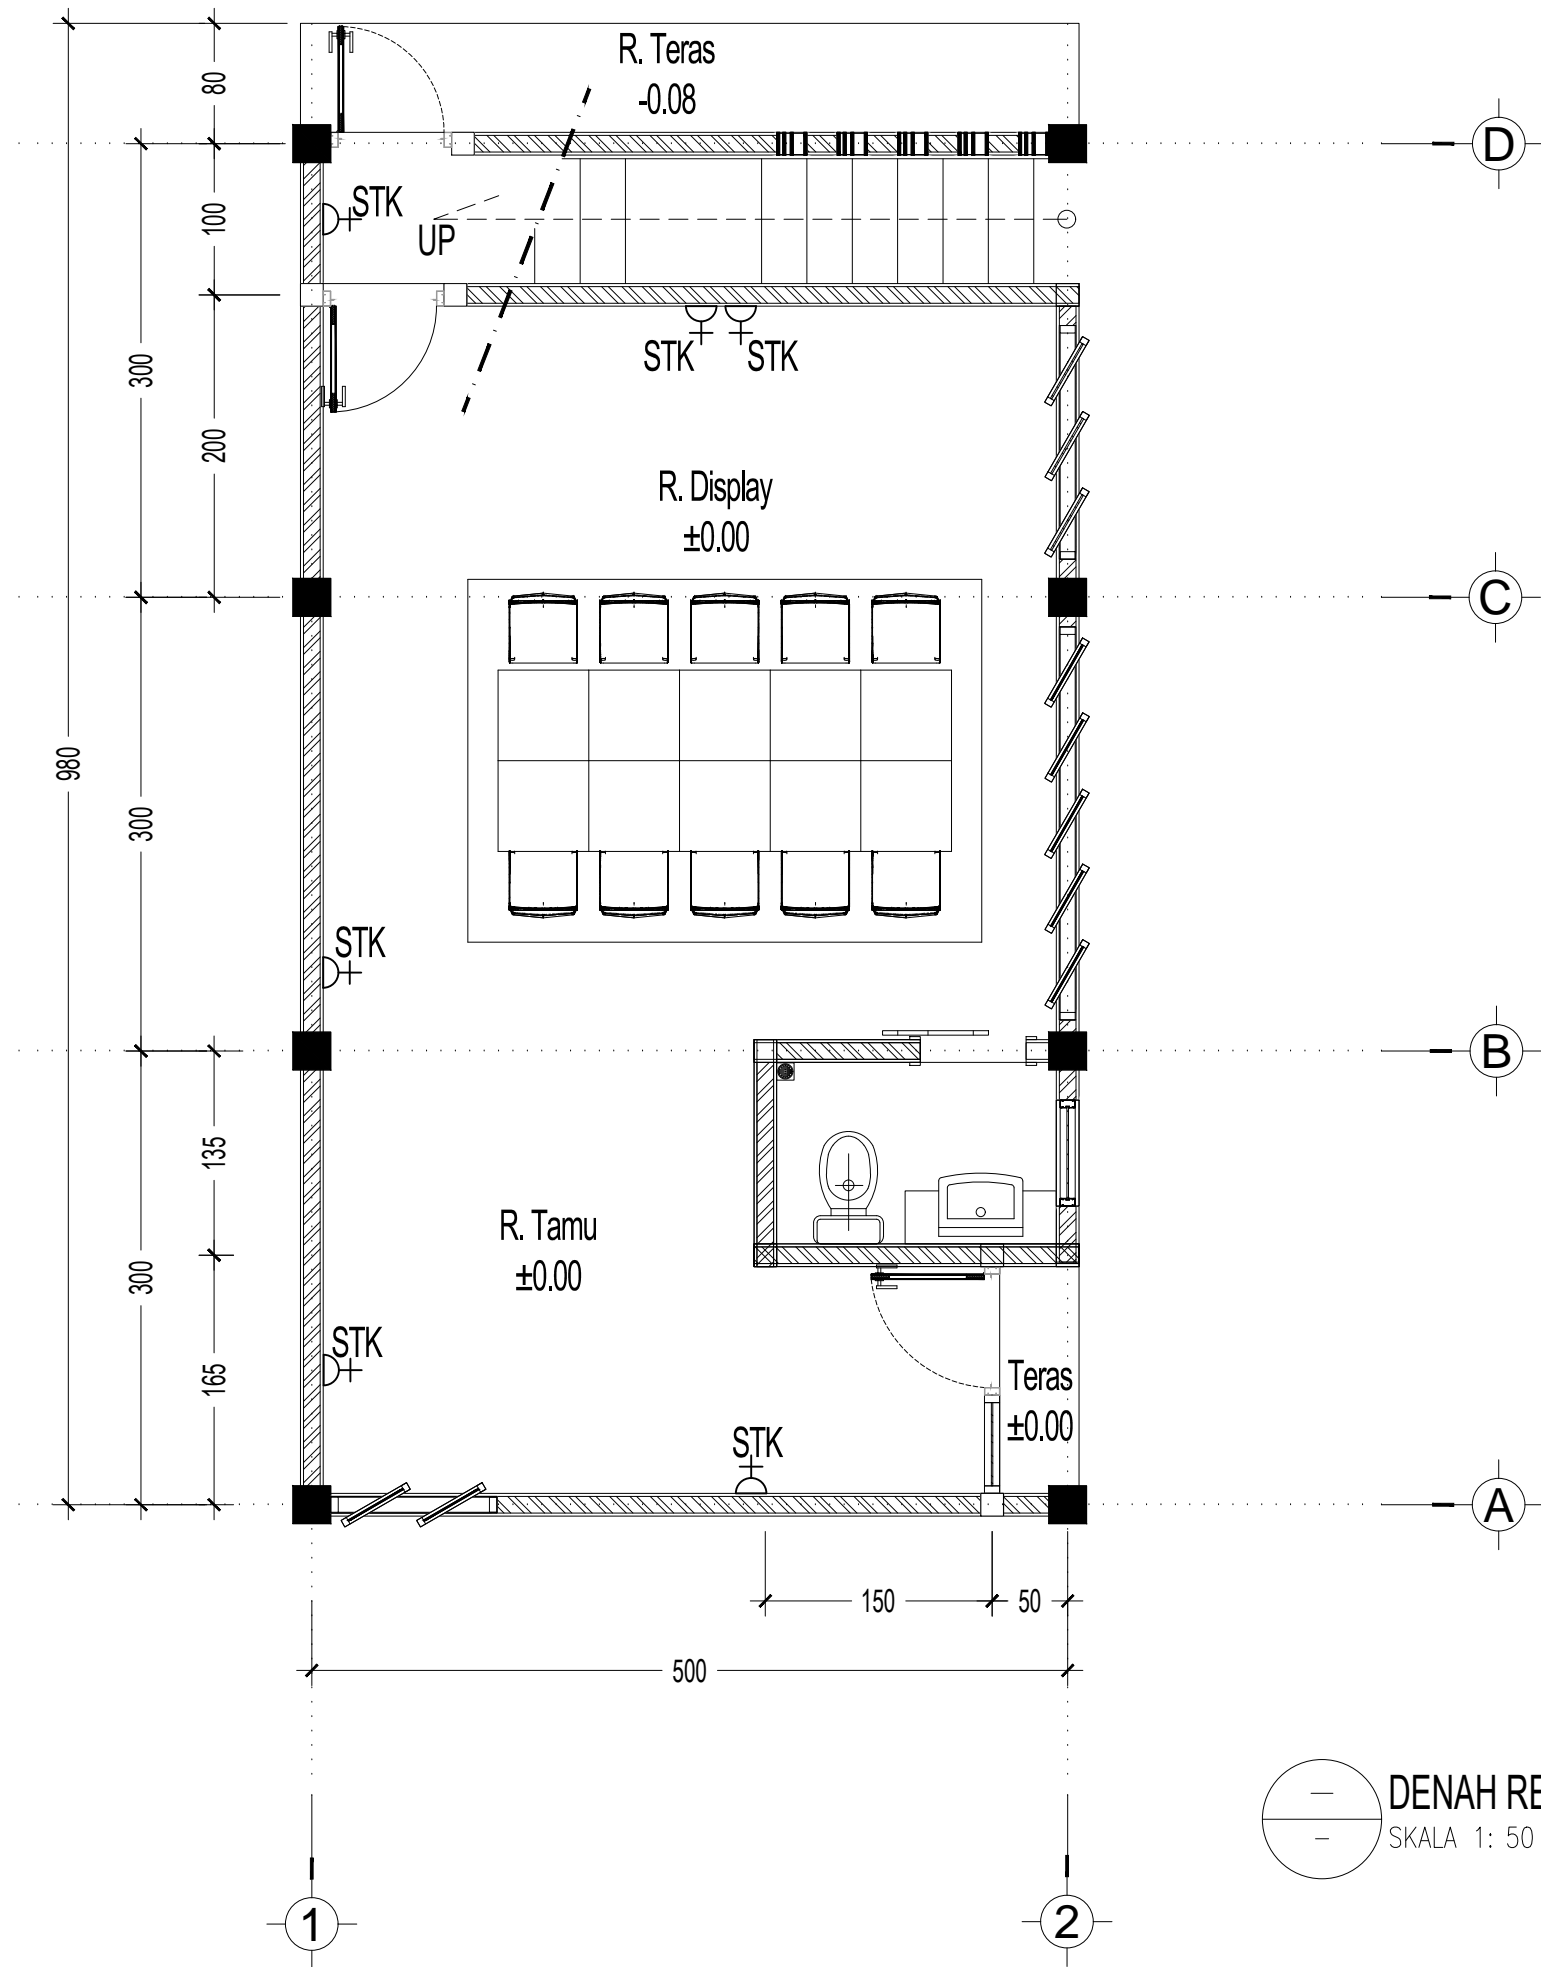 R. Teras
-0.08
80
D
STK
100
UP
300
STK
STK
200
R. Display
±0.00
C
980
300
STK
B
135
R. Tamu
±0.00
300
STK
165
Teras
±0.00
STK
A
150
50
500
DENAH RE
SKALA 1: 50
1
2